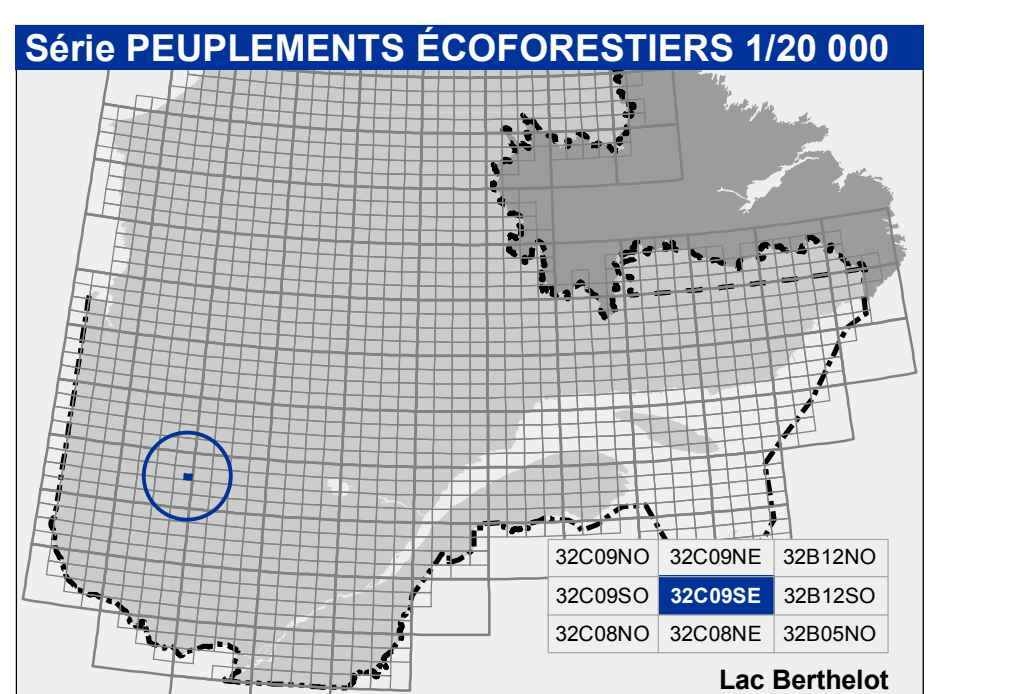 Série PEUPLEMENTS ÉCOFORESTIERS 1/20 000
32C09NO 32C09NE 32B12NO
32C09SO 32C09SE 32B12SO
32C08NO 32C08NE 32B05NO
Lac Berthelot